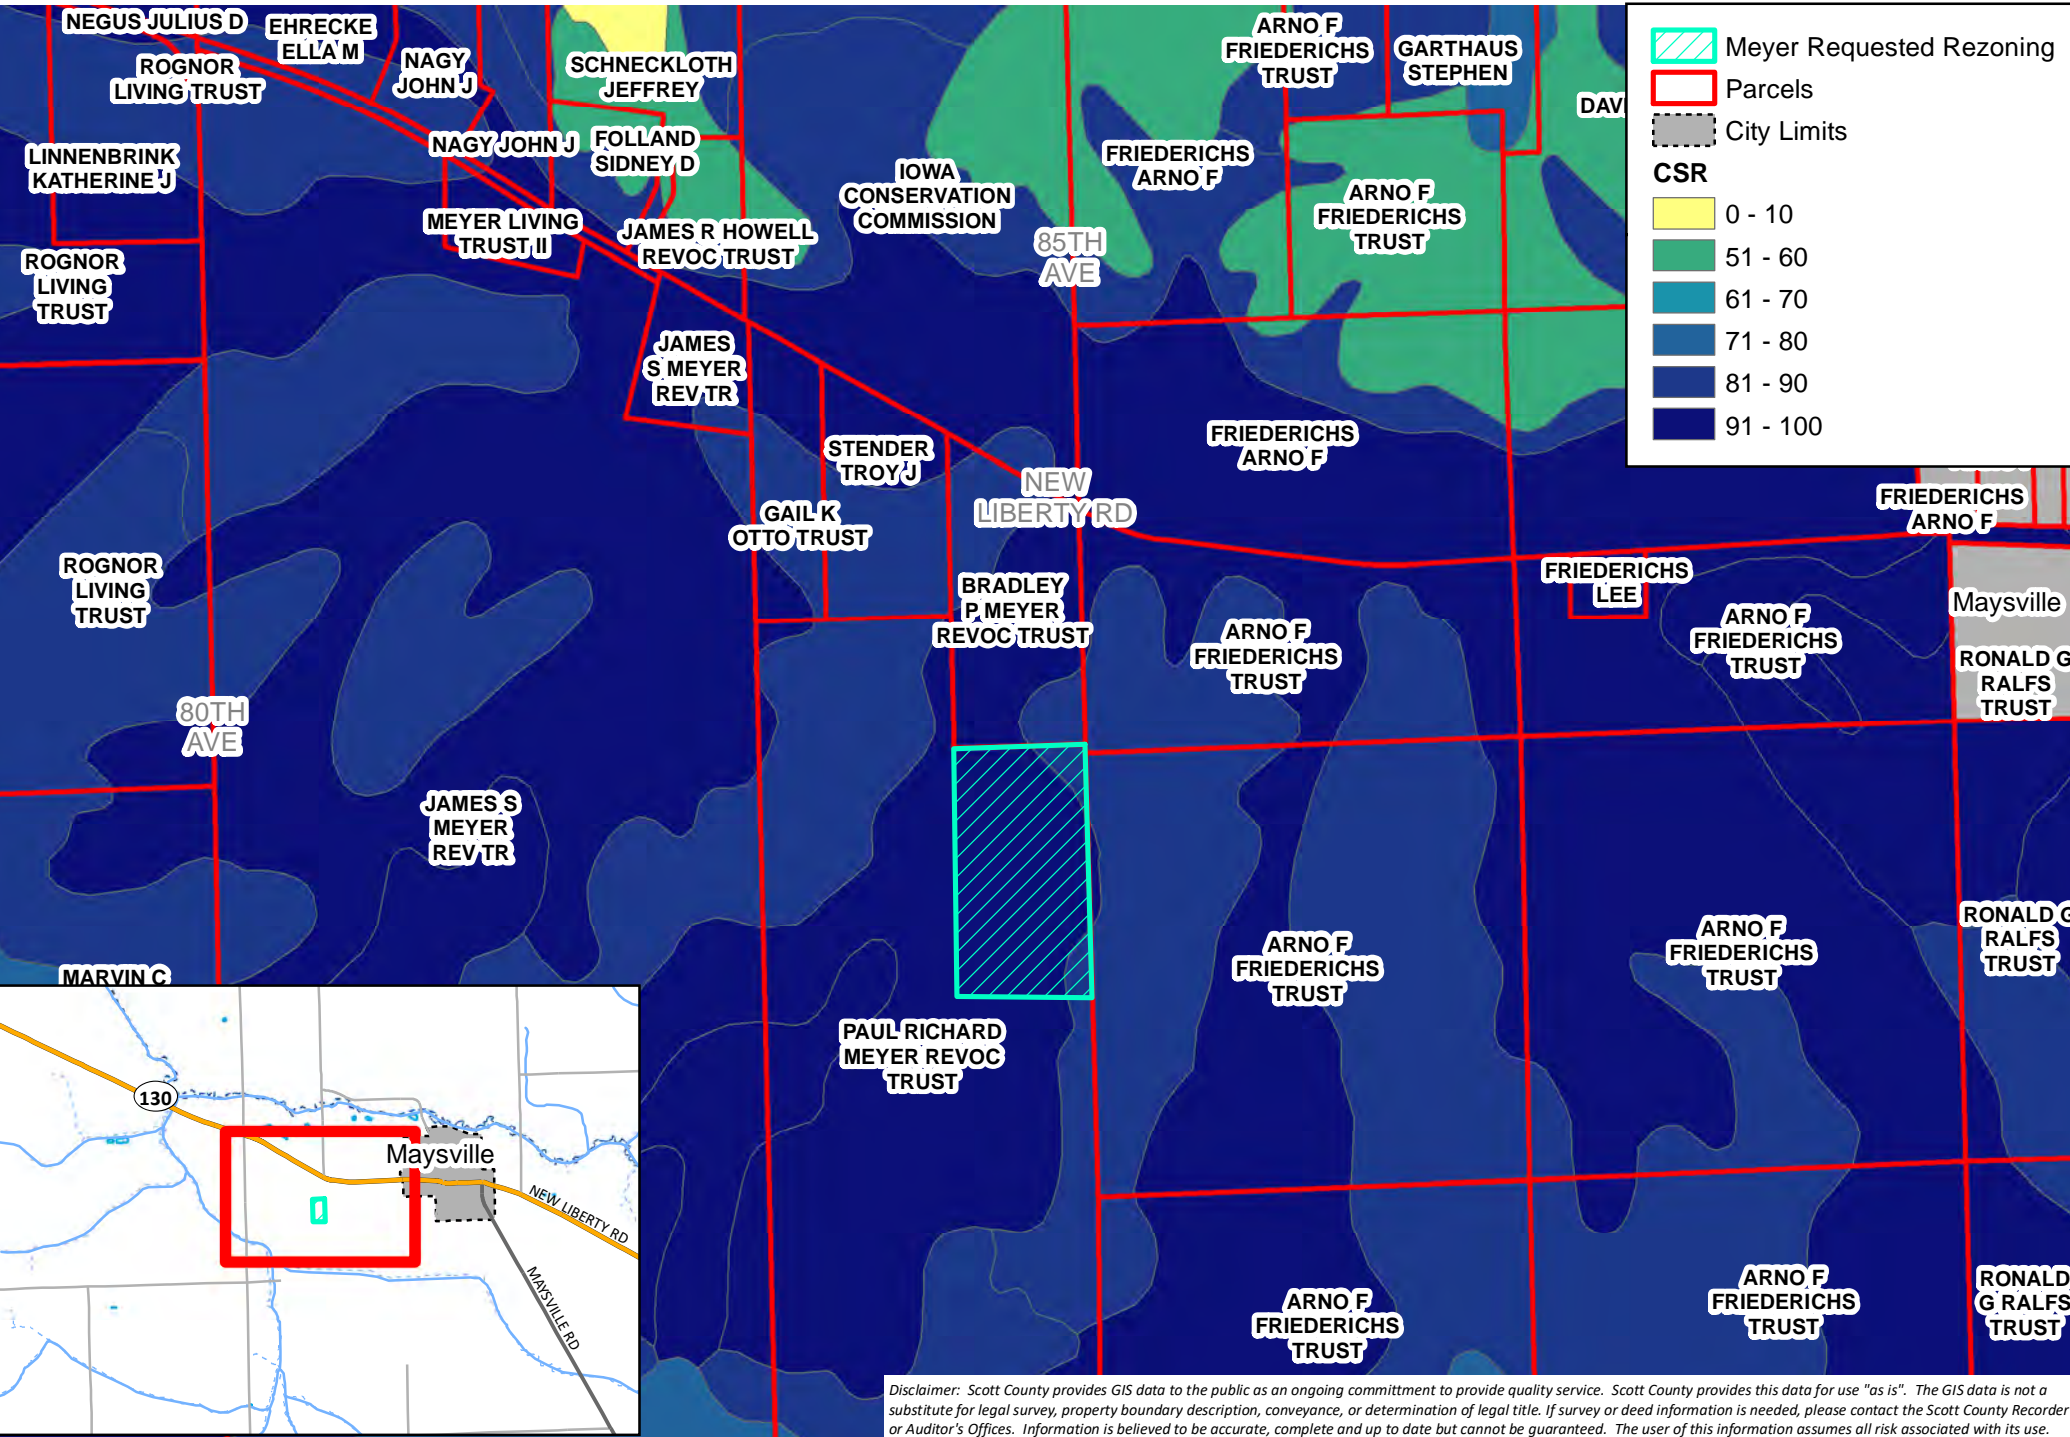 NEGUS JULIUS D
EHRECKE
ELLA M
ROGNOR
LIVING TRUST
NAGY
JOHN J
SCHNECKLOTH
JEFFREY
ARNO F
FRIEDERICHS
TRUST
GARTHAUS
STEPHEN
Meyer Requested Rezoning
Parcels
City Limits
CSR
0 - 10
51 - 60
61 - 70
71 - 80
81 - 90
91 - 100
LINNENBRINK
KATHERINE J
NAGY JOHN J
FOLLAND
SIDNEY D
IOWA
CONSERVATION
COMMISSION
FRIEDERICHS
ARNO F
ARNO F
FRIEDERICHS
TRUST
DAVI
MEYER LIVING
TRUST II
JAMES R HOWELL
REVOC TRUST
85TH
AVE
ROGNOR
LIVING
TRUST
JAMES
S MEYER
REV TR
STENDER
TROY J
FRIEDERICHS
ARNO F
NEW
LIBERTY RD
GAIL K
OTTO TRUST
FRIEDERICHS
ARNO F
ROGNOR
LIVING
TRUST
BRADLEY
P MEYER
REVOC TRUST
ARNO F
FRIEDERICHS
TRUST
FRIEDERICHS
LEE
ARNO F
FRIEDERICHS
TRUST
Maysville
RONALD G
RALFS
TRUST
80TH
AVE
JAMES S
MEYER
REV TR
ARNO F
FRIEDERICHS
TRUST
ARNO F
FRIEDERICHS
TRUST
RONALD G
RALFS
TRUST
MARVIN C
PAUL RICHARD
MEYER REVOC
TRUST
130
Maysville
NEW LIBERTY RD
MAYSVILLE RD
ARNO F
FRIEDERICHS
TRUST
ARNO F
FRIEDERICHS
TRUST
RONALD
G RALFS
TRUST
Disclaimer: Scott County provides GIS data to the public as an ongoing committment to provide quality service. Scott County provides this data for use "as is". The GIS data is not a
substitute for legal survey, property boundary description, conveyance, or determination of legal title. If survey or deed information is needed, please contact the Scott County Recorder
or Auditor's Offices. Information is believed to be accurate, complete and up to date but cannot be guaranteed. The user of this information assumes all risk associated with its use.